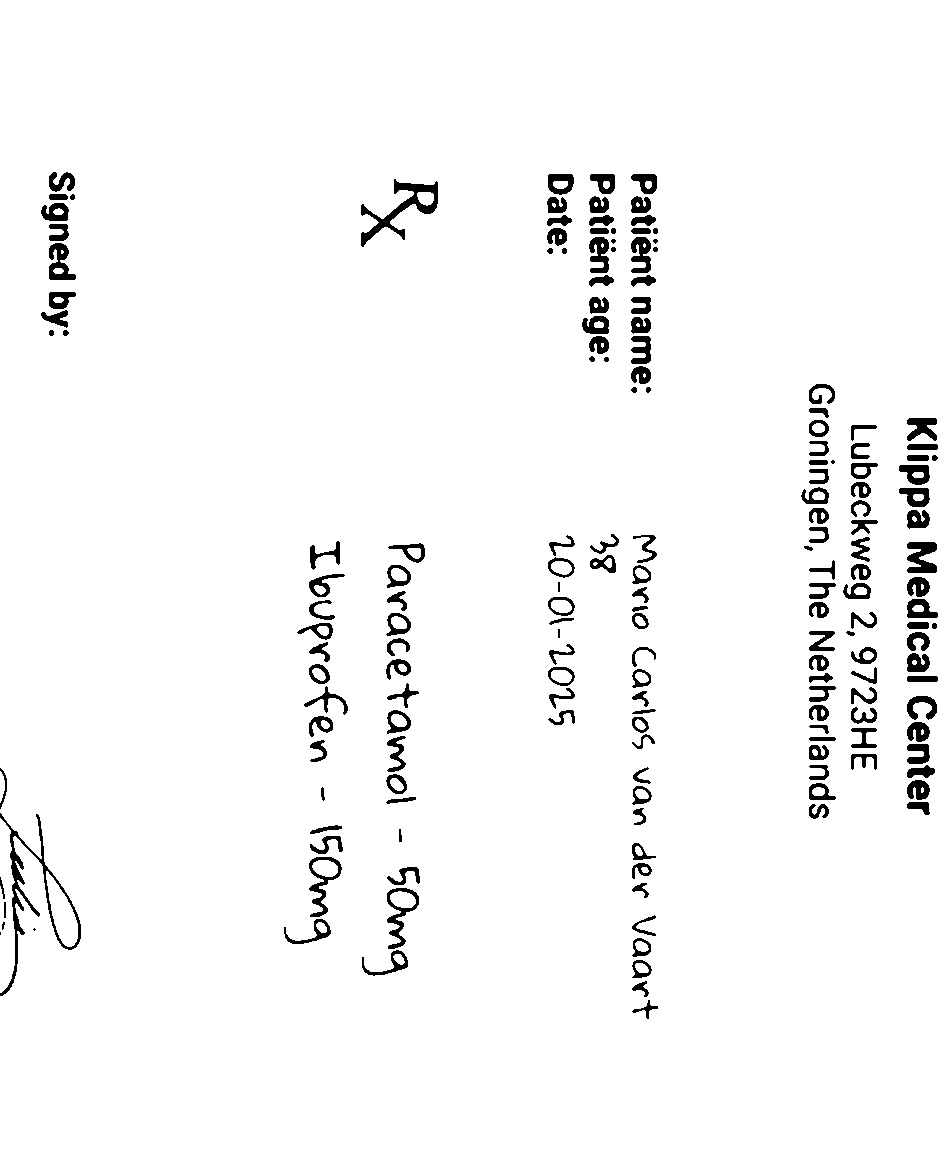 Klippa Medical Center
Lubeckweg 2, 9723HE
Groningen, The Netherlands
Patiënt name: Mario Carlos van der Vaart
Patiënt age: 38
Date: 20-01-2025
Rx
Paracetamol - 50mg
Ibuprofen - 150mg
Signed by: